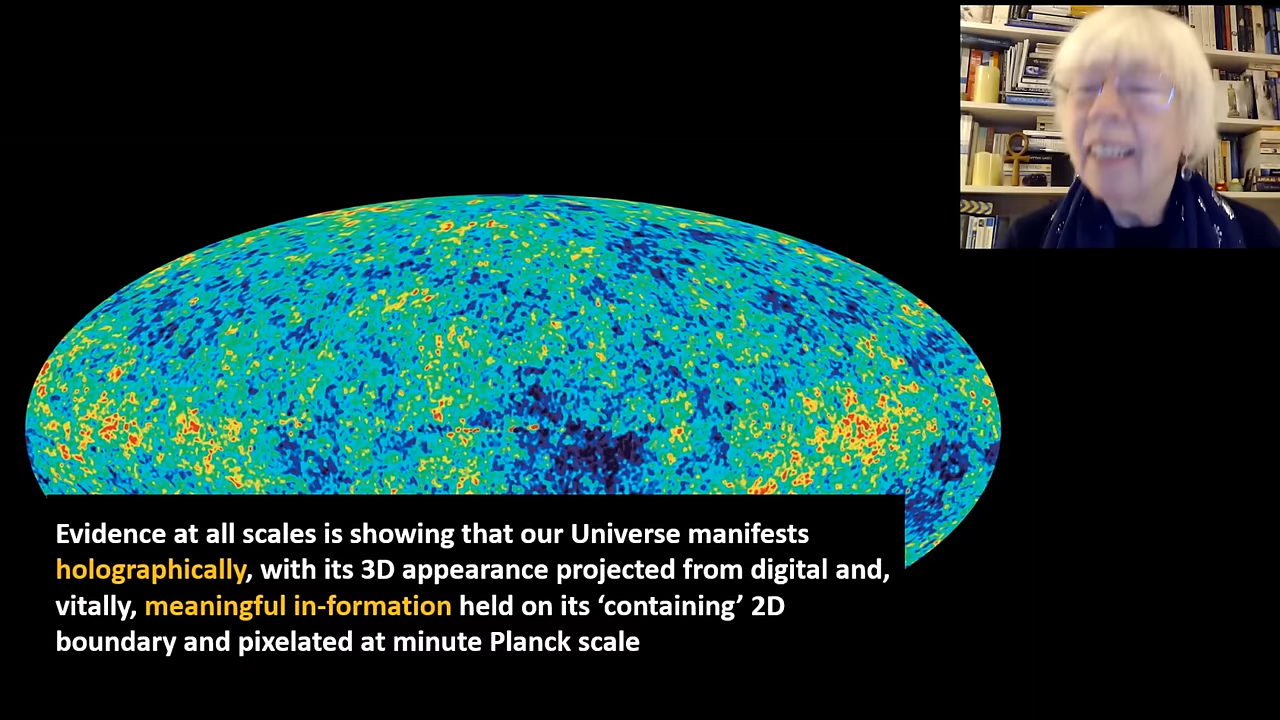 Evidence at all scales is showing that our Universe manifests
holographically, with its 3D appearance projected from digital and,
vitally, meaningful in-formation held on its ‘containing’ 2D
boundary and pixelated at minute Planck scale